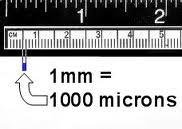 1 2
CM 1 2 3 4 5
1mm =
1000 microns